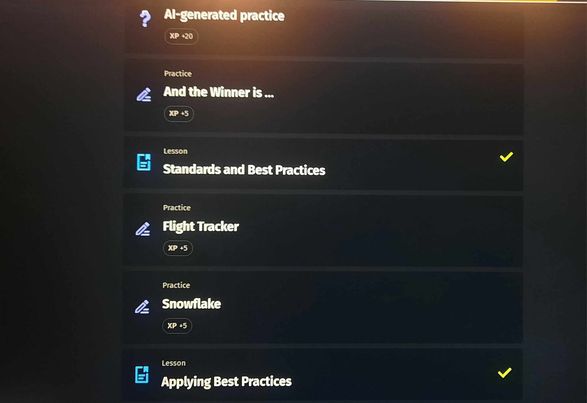 AI-generated practice
XP +20
Practice
And the Winner is ...
XP +5
Lesson
Standards and Best Practices
Practice
Flight Tracker
XP +5
Practice
Snowflake
XP +5
Lesson
Applying Best Practices